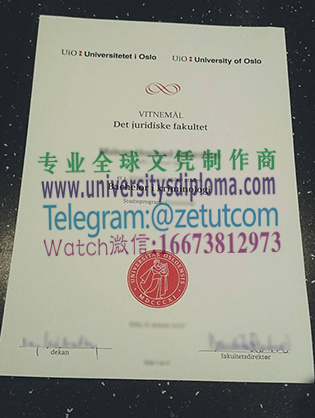 UiO Universitetet i Oslo
UiO University of Oslo
VITNEMÅL
Det juridiske fakultet
专业全球文凭制作商
Bachelor i kriminologi
www.universitysdiploma.com
Studieprogram
Telegram:@zetutcom
Watch微信:16673812973
UNIVERSITAS OSLOENSIS
MDCCCXI
dekan
fakultetsdirektør